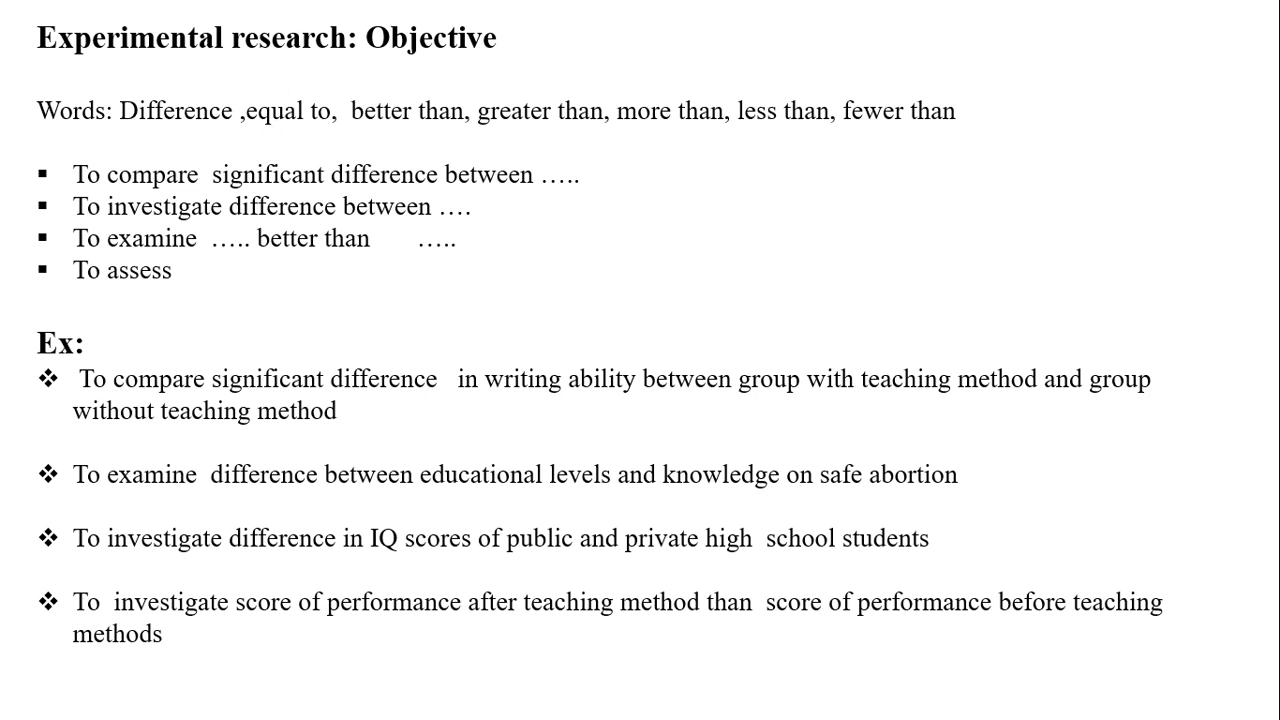 Experimental research: Objective
Words: Difference ,equal to, better than, greater than, more than, less than, fewer than
▪ To compare significant difference between …..
▪ To investigate difference between ….
▪ To examine ….. better than …..
▪ To assess
Ex:
❖ To compare significant difference in writing ability between group with teaching method and group
without teaching method
❖ To examine difference between educational levels and knowledge on safe abortion
❖ To investigate difference in IQ scores of public and private high school students
❖ To investigate score of performance after teaching method than score of performance before teaching
methods